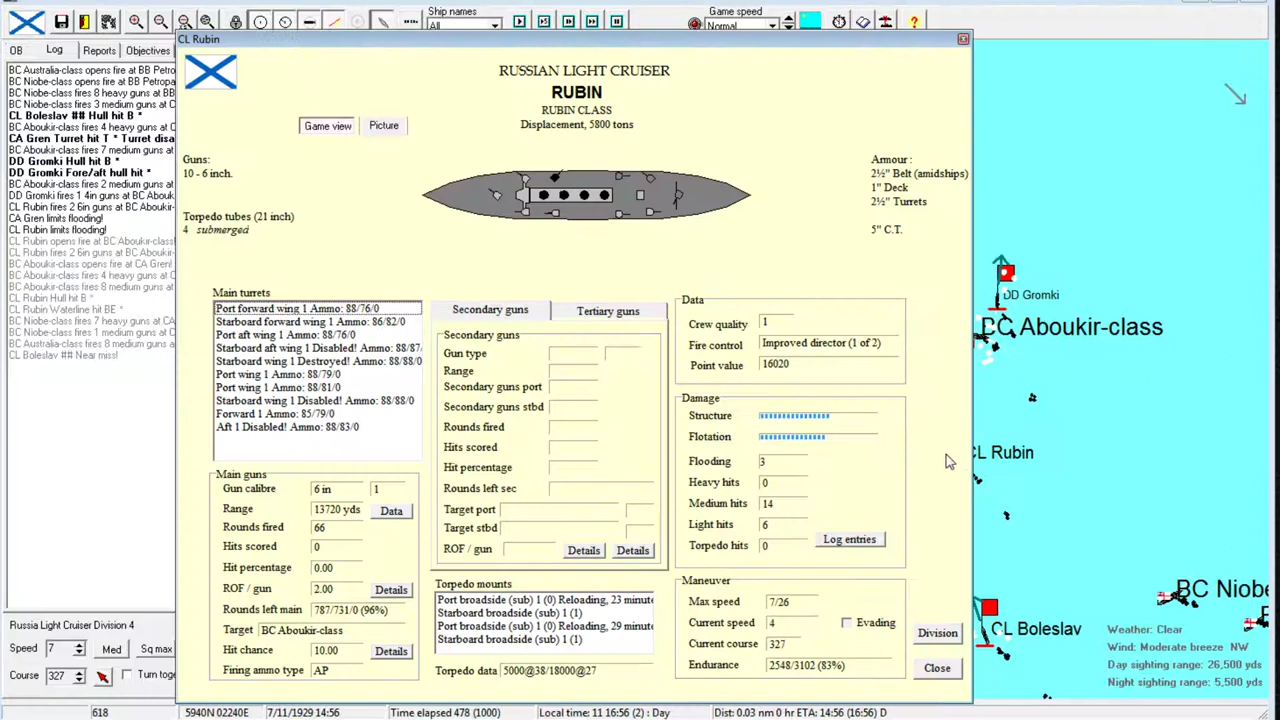 Ship names
All
Game speed
Normal
OB Log Reports Objectives
BC Australia-class opens fire at BB Petropa
BC Niobe-class opens fire at BB Petropa
BC Niobe-class fires 8 heavy guns at BB
BC Niobe-class fires 3 medium guns at C
CL Boleslav ## Hull hit B *
BC Aboukir-class fires 4 heavy guns at C
CA Gren Turret hit T * Turret disa
BC Aboukir-class fires 7 medium guns at
DD Gromki Hull hit B *
DD Gromki Fore/aft hull hit *
BC Aboukir-class fires 2 medium guns at
DD Gromki fires 1 4in guns at BC Abouk
CL Rubin fires 2 6in guns at BC Aboukir
CA Gren limits flooding!
CL Rubin limits flooding!
CL Rubin opens fire at BC Aboukir-class!
CL Rubin fires 2 6in guns at BC Aboukir
BC Aboukir-class opens fire at CA Gren!
BC Aboukir-class fires 4 heavy guns at
BC Aboukir-class fires 8 medium guns at
CL Rubin Hull hit B *
CL Rubin Waterline hit BE *
BC Niobe-class fires 7 heavy guns at CA
BC Niobe-class fires 1 medium guns at C
BC Aboukir-class fires 8 medium guns at
CL Boleslav ## Near miss!
Russia Light Cruiser Division 4
Speed 7 Med Sq max
Course 327 Turn toge
CL Rubin
RUSSIAN LIGHT CRUISER
RUBIN
RUBIN CLASS
Displacement, 5800 tons
Game view Picture
Guns:
10 - 6 inch.
Torpedo tubes (21 inch)
4 submerged
Armour :
2½" Belt (amidships)
1" Deck
2½" Turrets
5" C.T.
Main turrets
Port forward wing 1 Ammo: 88/76/0
Starboard forward wing 1 Ammo: 86/82/0
Port aft wing 1 Ammo: 88/76/0
Starboard aft wing 1 Disabled! Ammo: 88/87
Starboard wing 1 Destroyed! Ammo: 88/88/0
Port wing 1 Ammo: 88/79/0
Port wing 1 Ammo: 88/81/0
Starboard wing 1 Disabled! Ammo: 88/88/0
Forward 1 Ammo: 85/79/0
Aft 1 Disabled! Ammo: 88/83/0
Main guns
Gun calibre 6 in 1
Range 13720 yds Data
Rounds fired 66
Hits scored 0
Hit percentage 0.00
ROF / gun 2.00 Details
Rounds left main 787/731/0 (96%)
Target BC Aboukir-class
Hit chance 10.00 Details
Firing ammo type AP
Secondary guns Tertiary guns
Secondary guns
Gun type
Range
Secondary guns port
Secondary guns stbd
Rounds fired
Hits scored
Hit percentage
Rounds left sec
Target port
Target stbd
ROF / gun Details Details
Torpedo mounts
Port broadside (sub) 1 (0) Reloading, 23 minute
Starboard broadside (sub) 1 (1)
Port broadside (sub) 1 (0) Reloading, 29 minute
Starboard broadside (sub) 1 (1)
Torpedo data 5000@38/18000@27
Data
Crew quality 1
Fire control Improved director (1 of 2)
Point value 16020
Damage
Structure
Flotation
Flooding 3
Heavy hits 0
Medium hits 14
Light hits 6
Torpedo hits 0 Log entries
Maneuver
Max speed 7/26
Current speed 4 Evading
Current course 327
Endurance 2548/3102 (83%)
Division
Close
DD Gromki
BC Aboukir-class
CL Rubin
BC Niobe
CL Boleslav
Weather: Clear
Wind: Moderate breeze NW
Day sighting range: 26,500 yds
Night sighting range: 5,500 yds
618 5940N 02240E 7/11/1929 14:56 Time elapsed 478 (1000) Local time: 11 16:56 (2) : Day Dist: 0.03 nm 0 hr ETA: 14:56 (16:56) D